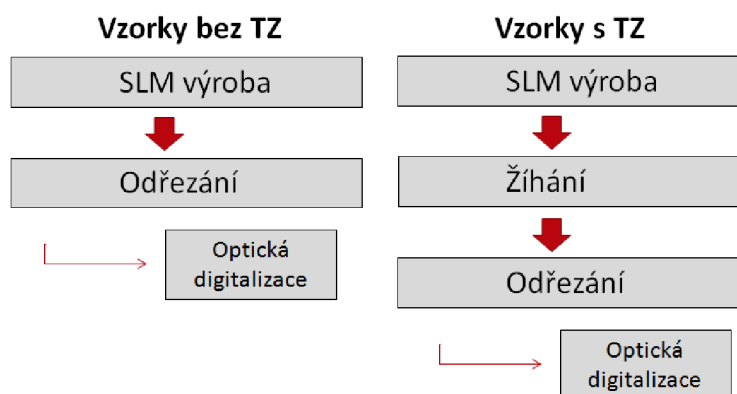 Vzorky bez TZ
SLM výroba
Odřezání
Optická
digitalizace
Vzorky s TZ
SLM výroba
Žíhání
Odřezání
Optická
digitalizace